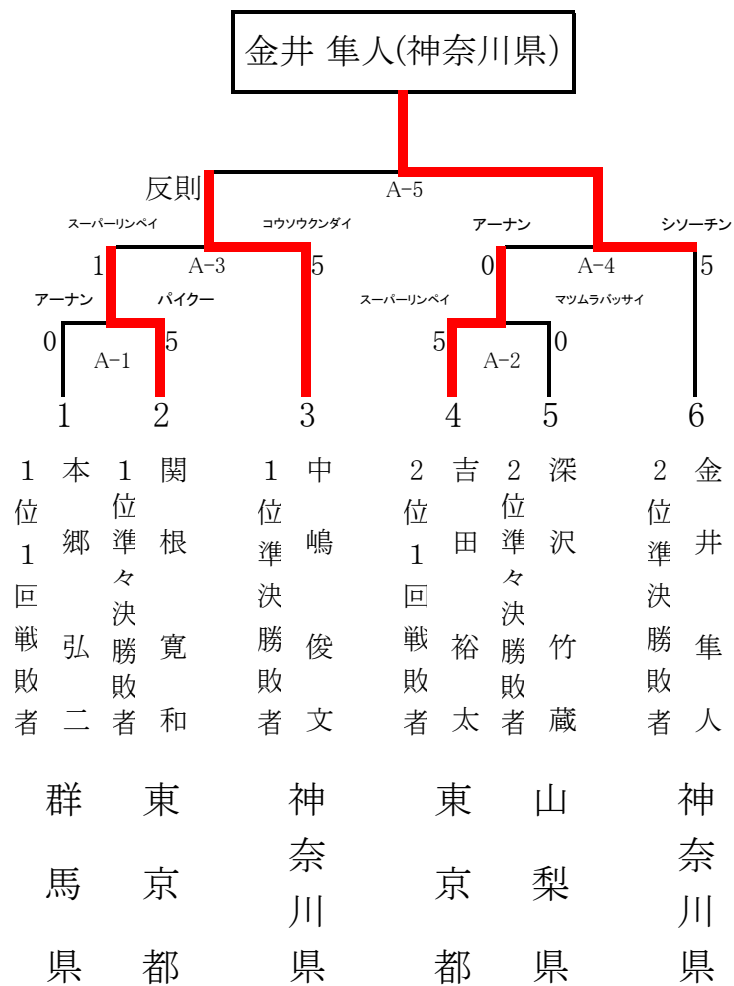 金井 隼人(神奈川県)
反則
A-5
スーパーリンペイ
コウソウクンダイ
アーナン
シソーチン
1
A-3
5
0
A-4
5
アーナン
パイクー
スーパーリンペイ
マツムラバッサイ
0
A-1
5
5
A-2
0
1
2
3
4
5
6
1位1回戦敗者
本郷弘二
1位準々決勝敗者
関根寛和
1位準決勝敗者
中嶋俊文
2位1回戦敗者
吉田裕太
2位準々決勝敗者
深沢竹蔵
2位準決勝敗者
金井隼人
群馬県
東京都
神奈川県
東京都
山梨県
神奈川県